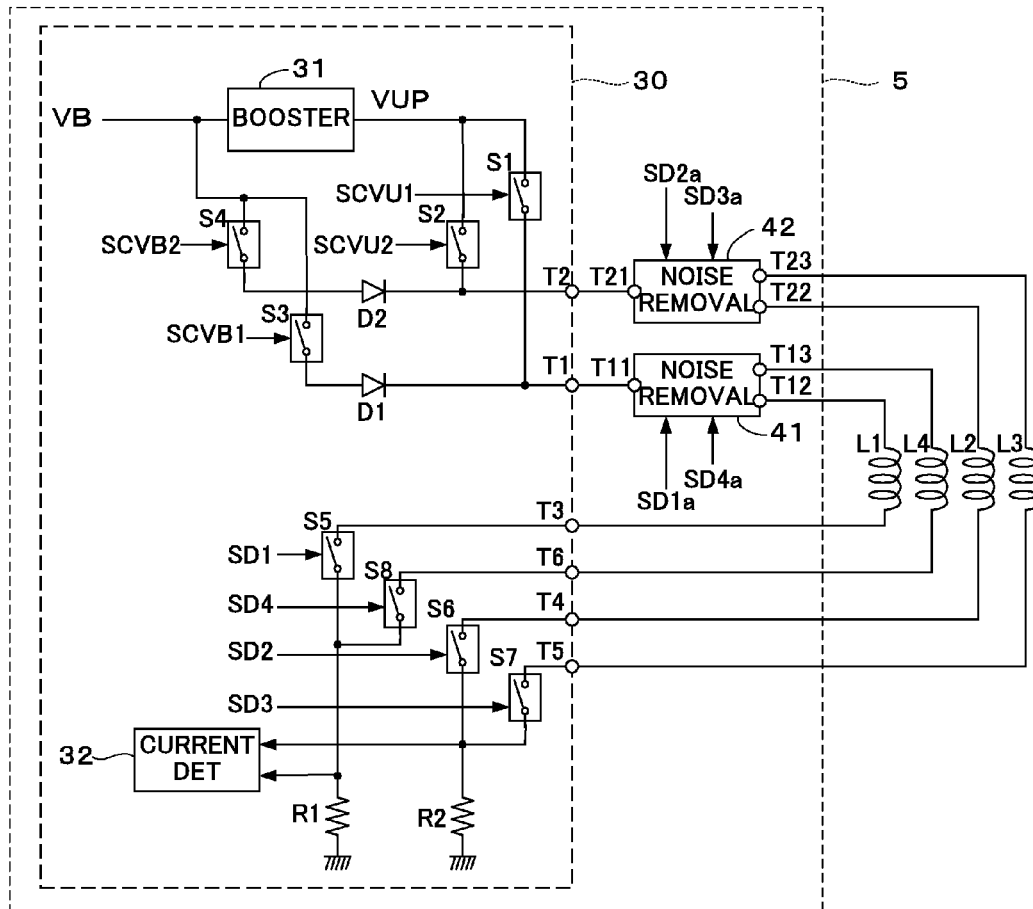 31
30
5
VB
BOOSTER
VUP
S1
SCVU1
SD2a
SD3a
S4
S2
42
SCVB2
SCVU2
T23
T2
T21
NOISE
REMOVAL
T22
D2
S3
SCVB1
T13
T1
T11
NOISE
REMOVAL
T12
D1
41
L1
L4
L2
L3
SD4a
SD1a
T3
S5
SD1
T6
S8
SD4
S6
T4
SD2
S7
T5
SD3
32
CURRENT
DET
R1
R2